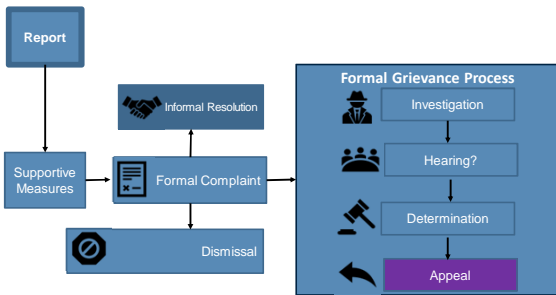 Report
Formal Grievance Process
Investigation
Informal Resolution
Hearing?
Supportive
Measures
Formal Complaint
Determination
Dismissal
Appeal